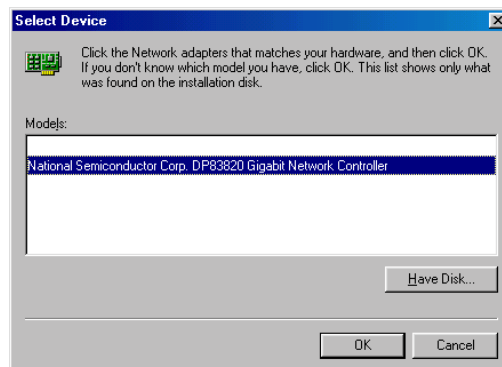 Select Device
Click the Network adapters that matches your hardware, and then click OK.
If you don't know which model you have, click OK. This list shows only what
was found on the installation disk.
Models:
National Semiconductor Corp. DP83820 Gigabit Network Controller
Have Disk...
OK
Cancel